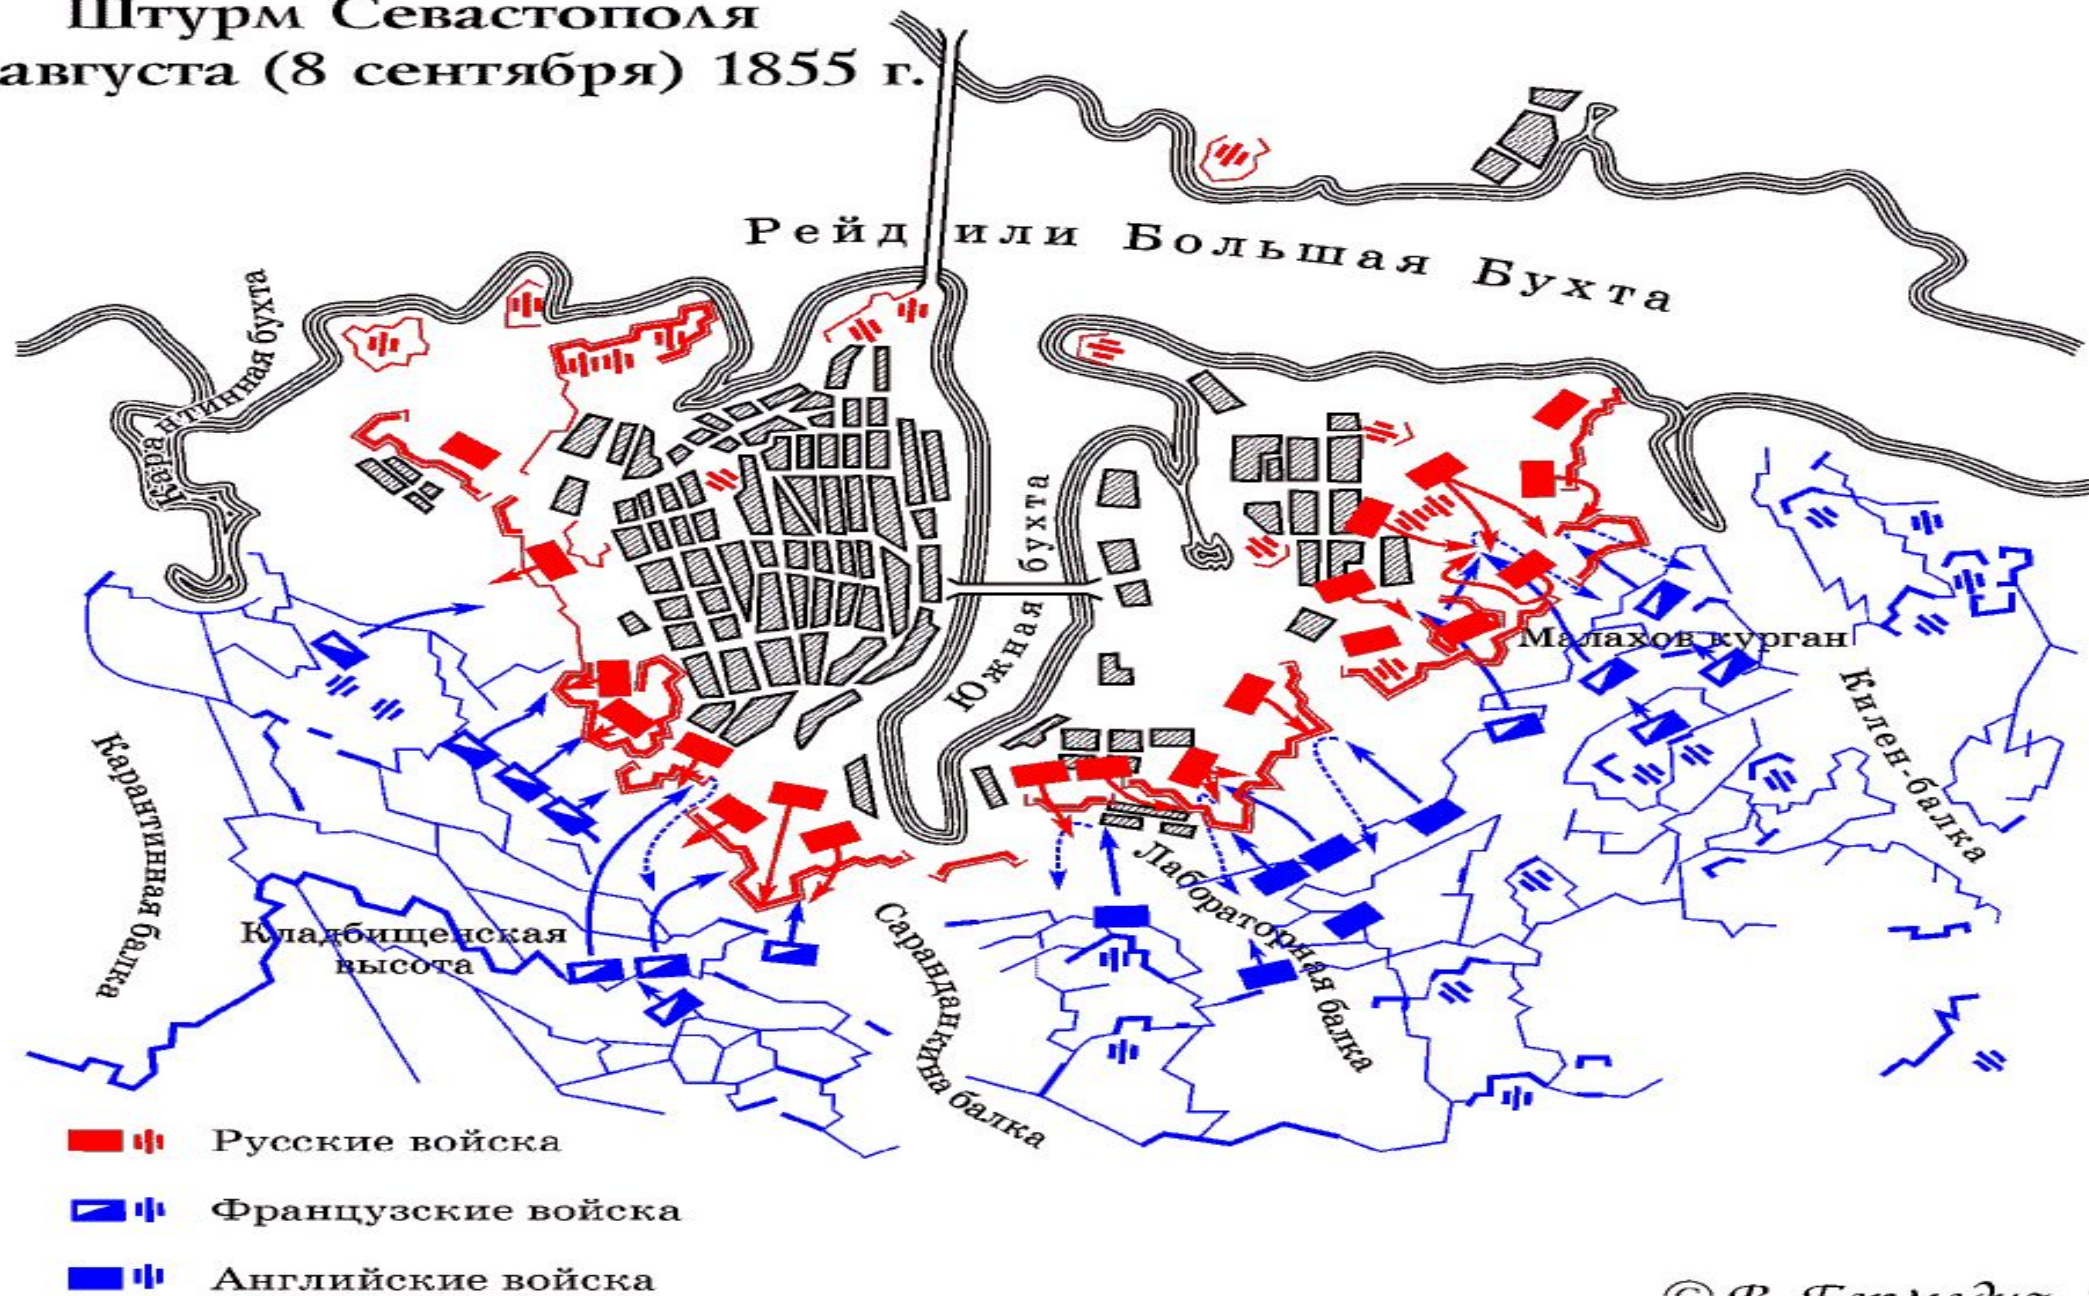 Штурм Севастополя
августа (8 сентября) 1855 г.
Рейд или Большая Бухта
Карантинная бухта
Южная бухта
Малахов курган
Килен-балка
Карантинная балка
Кладбищенская
высота
Сарандакина балка
Лабораторная балка
Русские войска
Французские войска
Английские войска
© В.